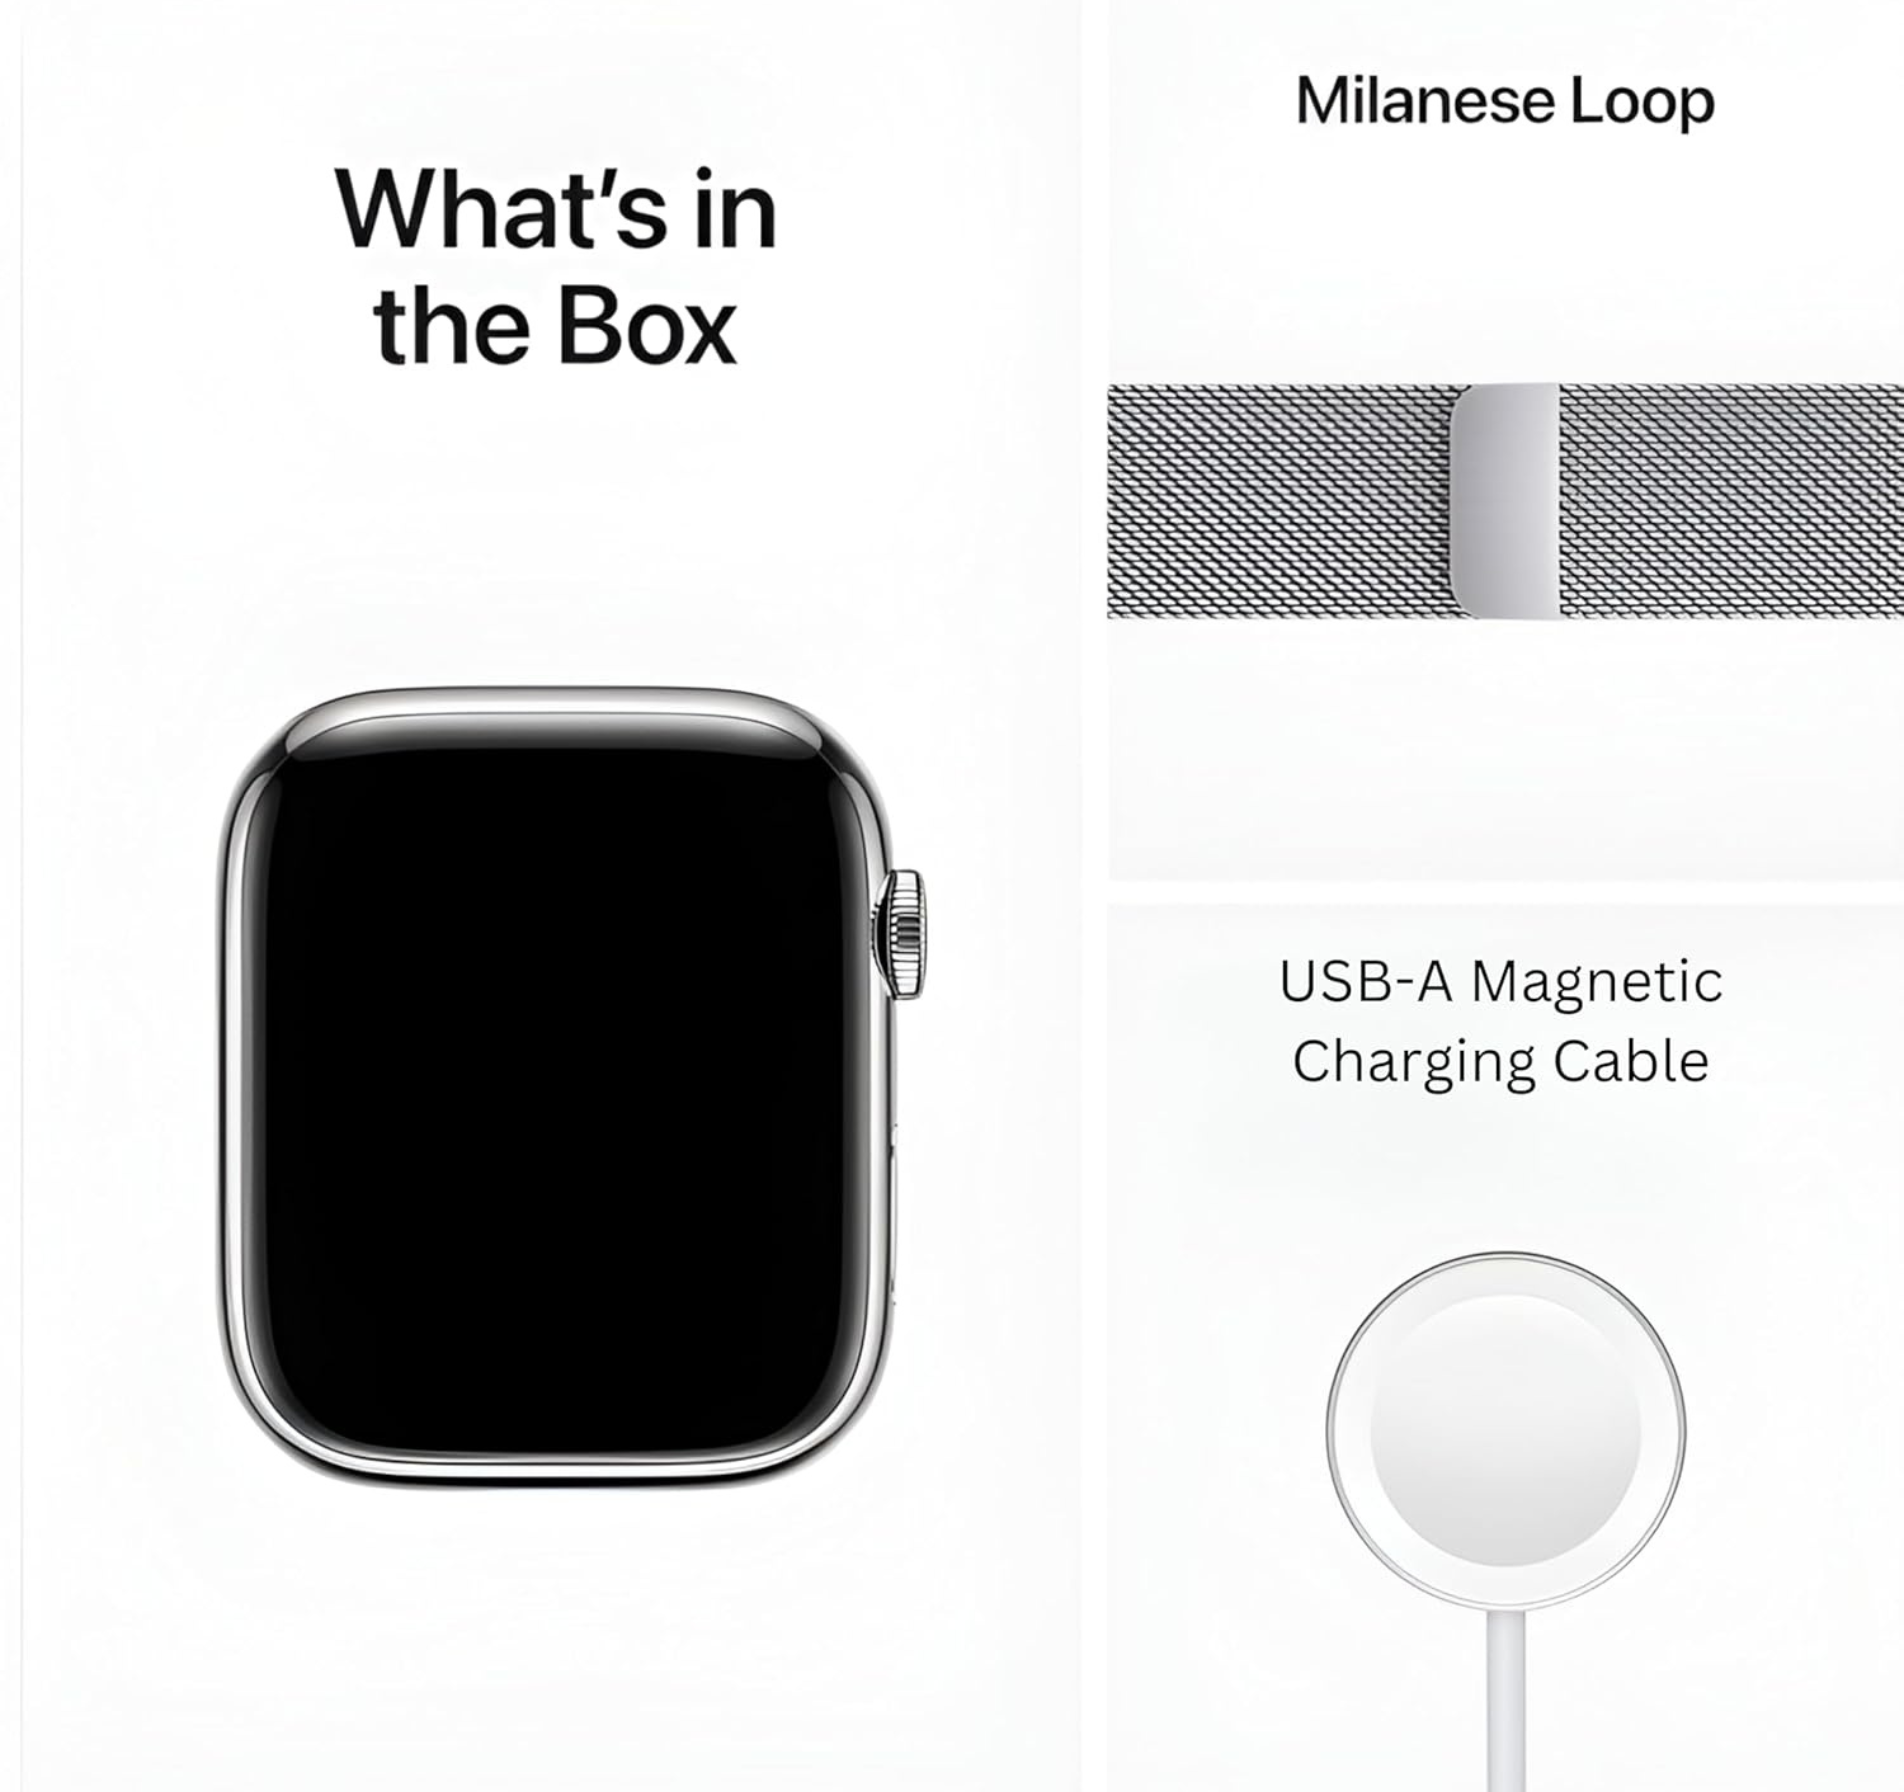 What’s in
the Box
Milanese Loop
USB-A Magnetic
Charging Cable